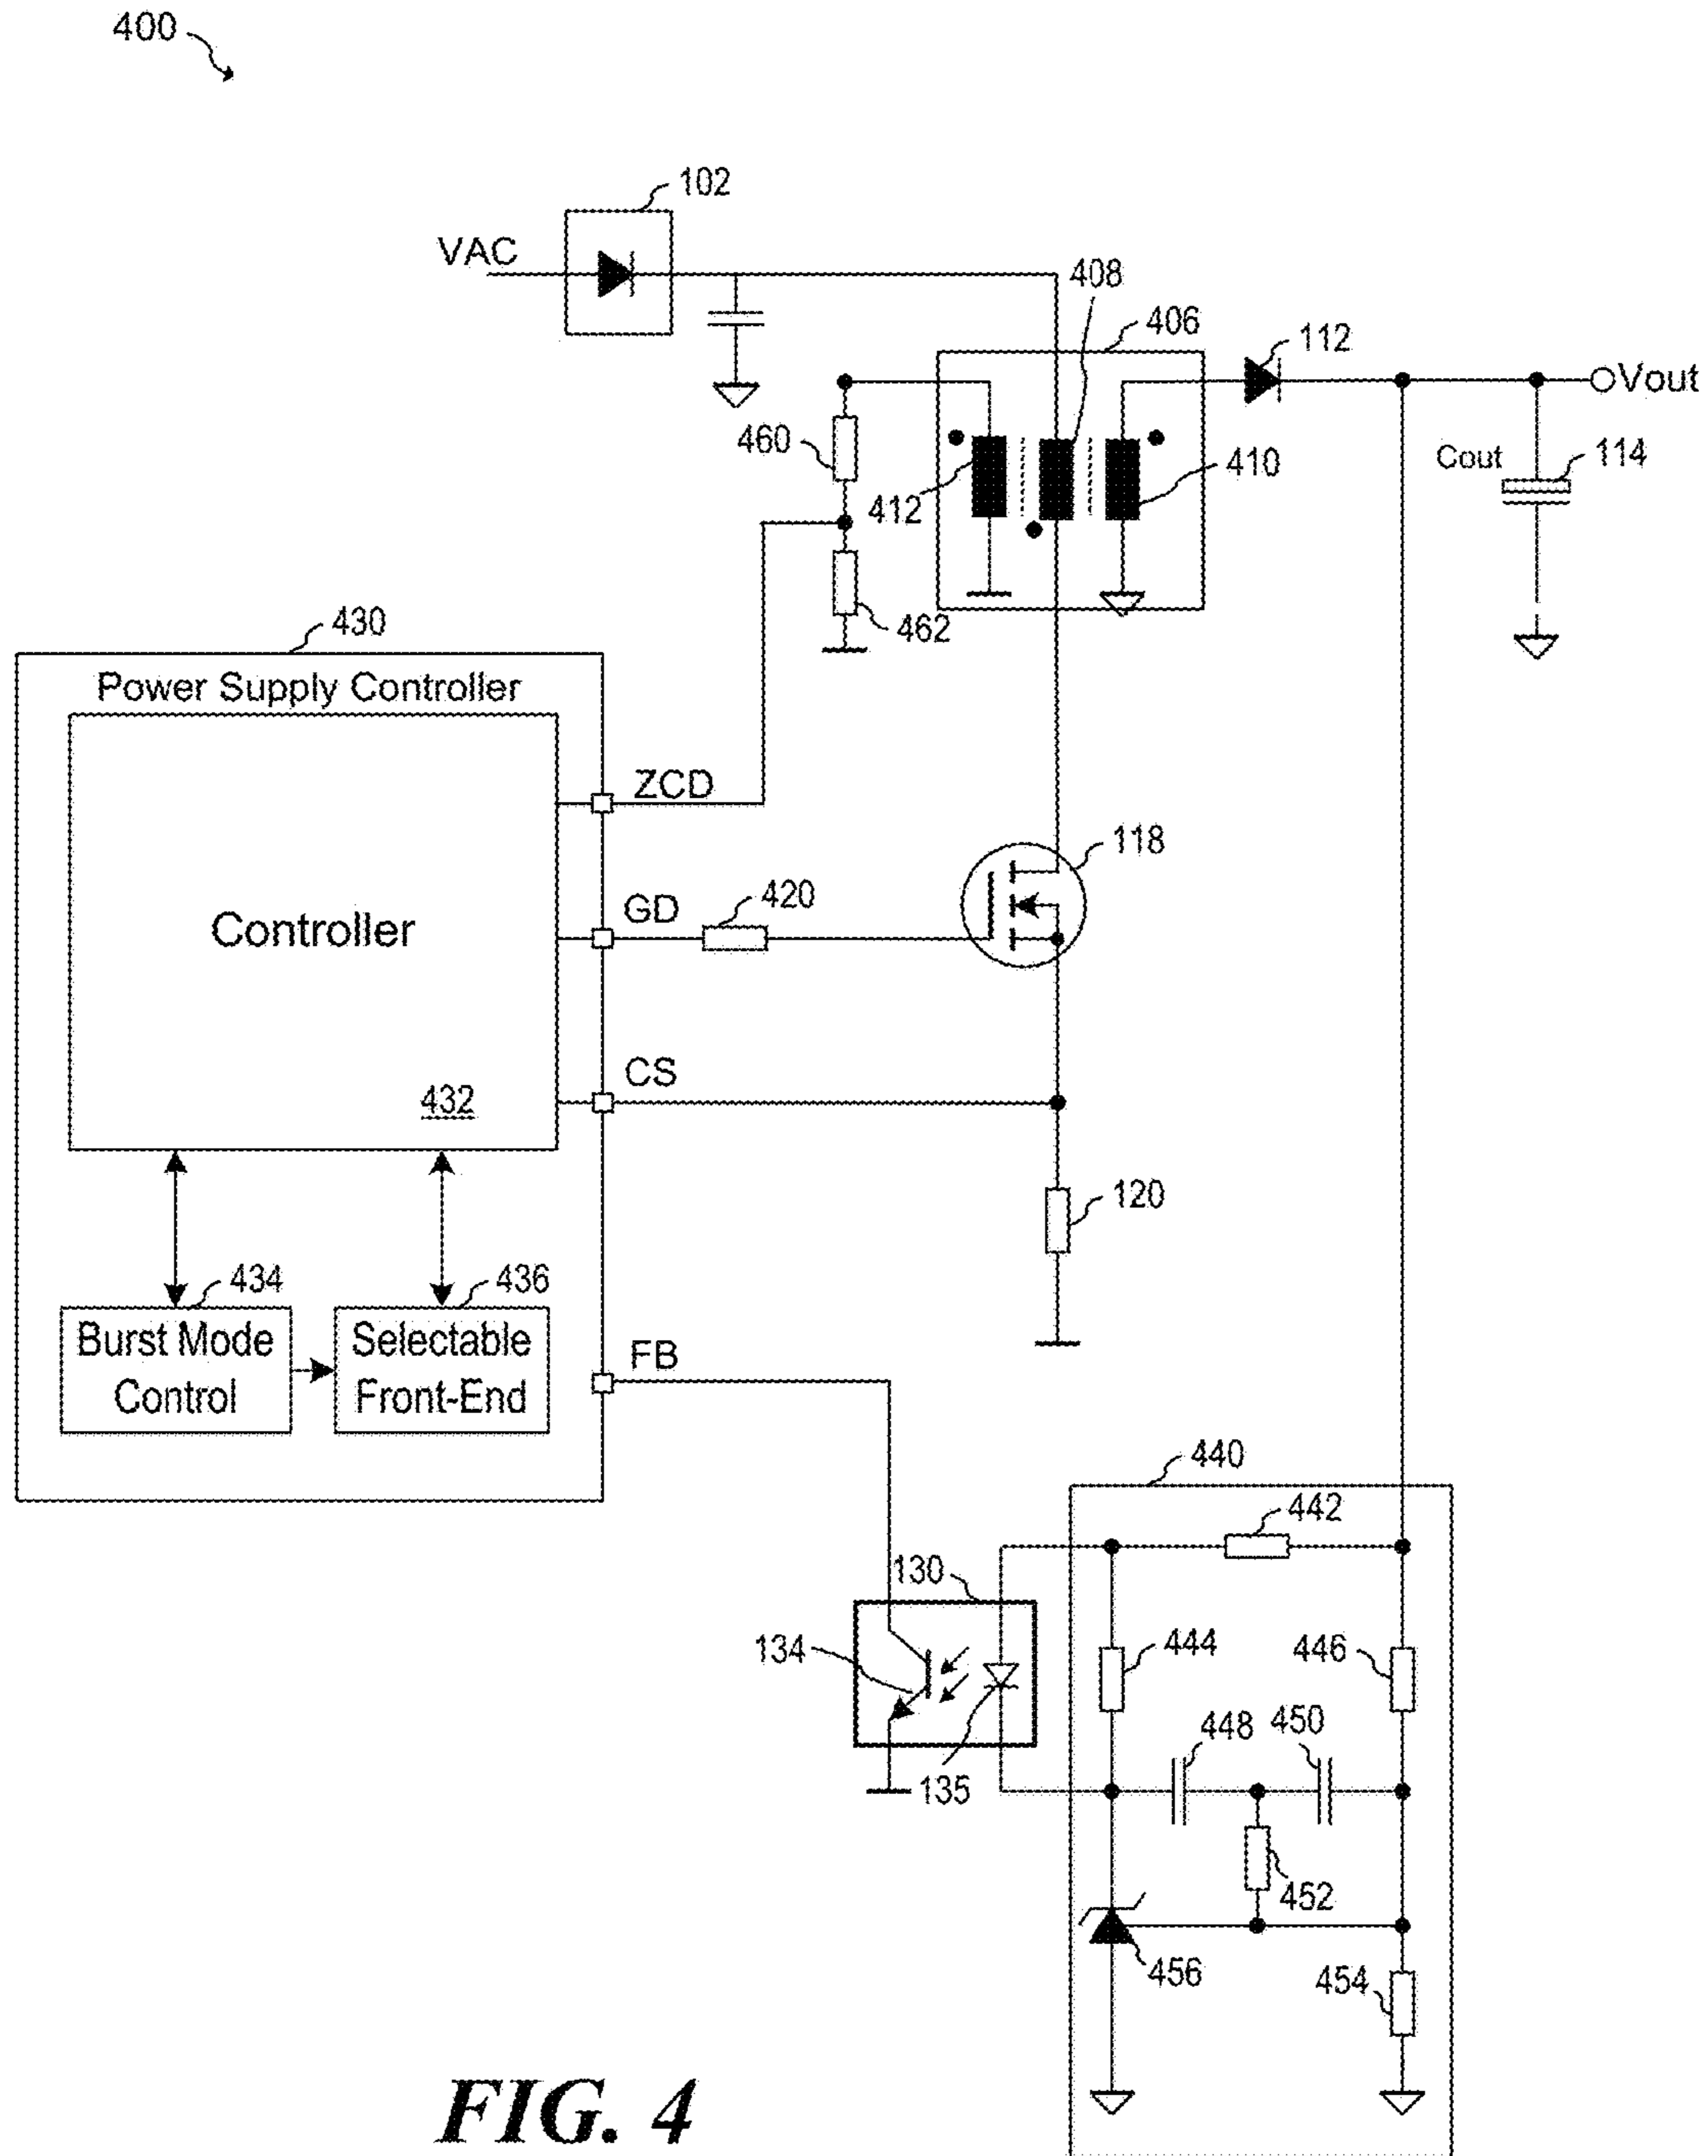 400
102
VAC
408
406
112
Vout
460
412
410
Cout
114
462
430
Power Supply Controller
ZCD
118
GD
420
Controller
CS
432
120
434
436
Burst Mode
Control
Selectable
Front-End
FB
440
442
130
134
444
446
448
450
135
452
456
454
FIG. 4